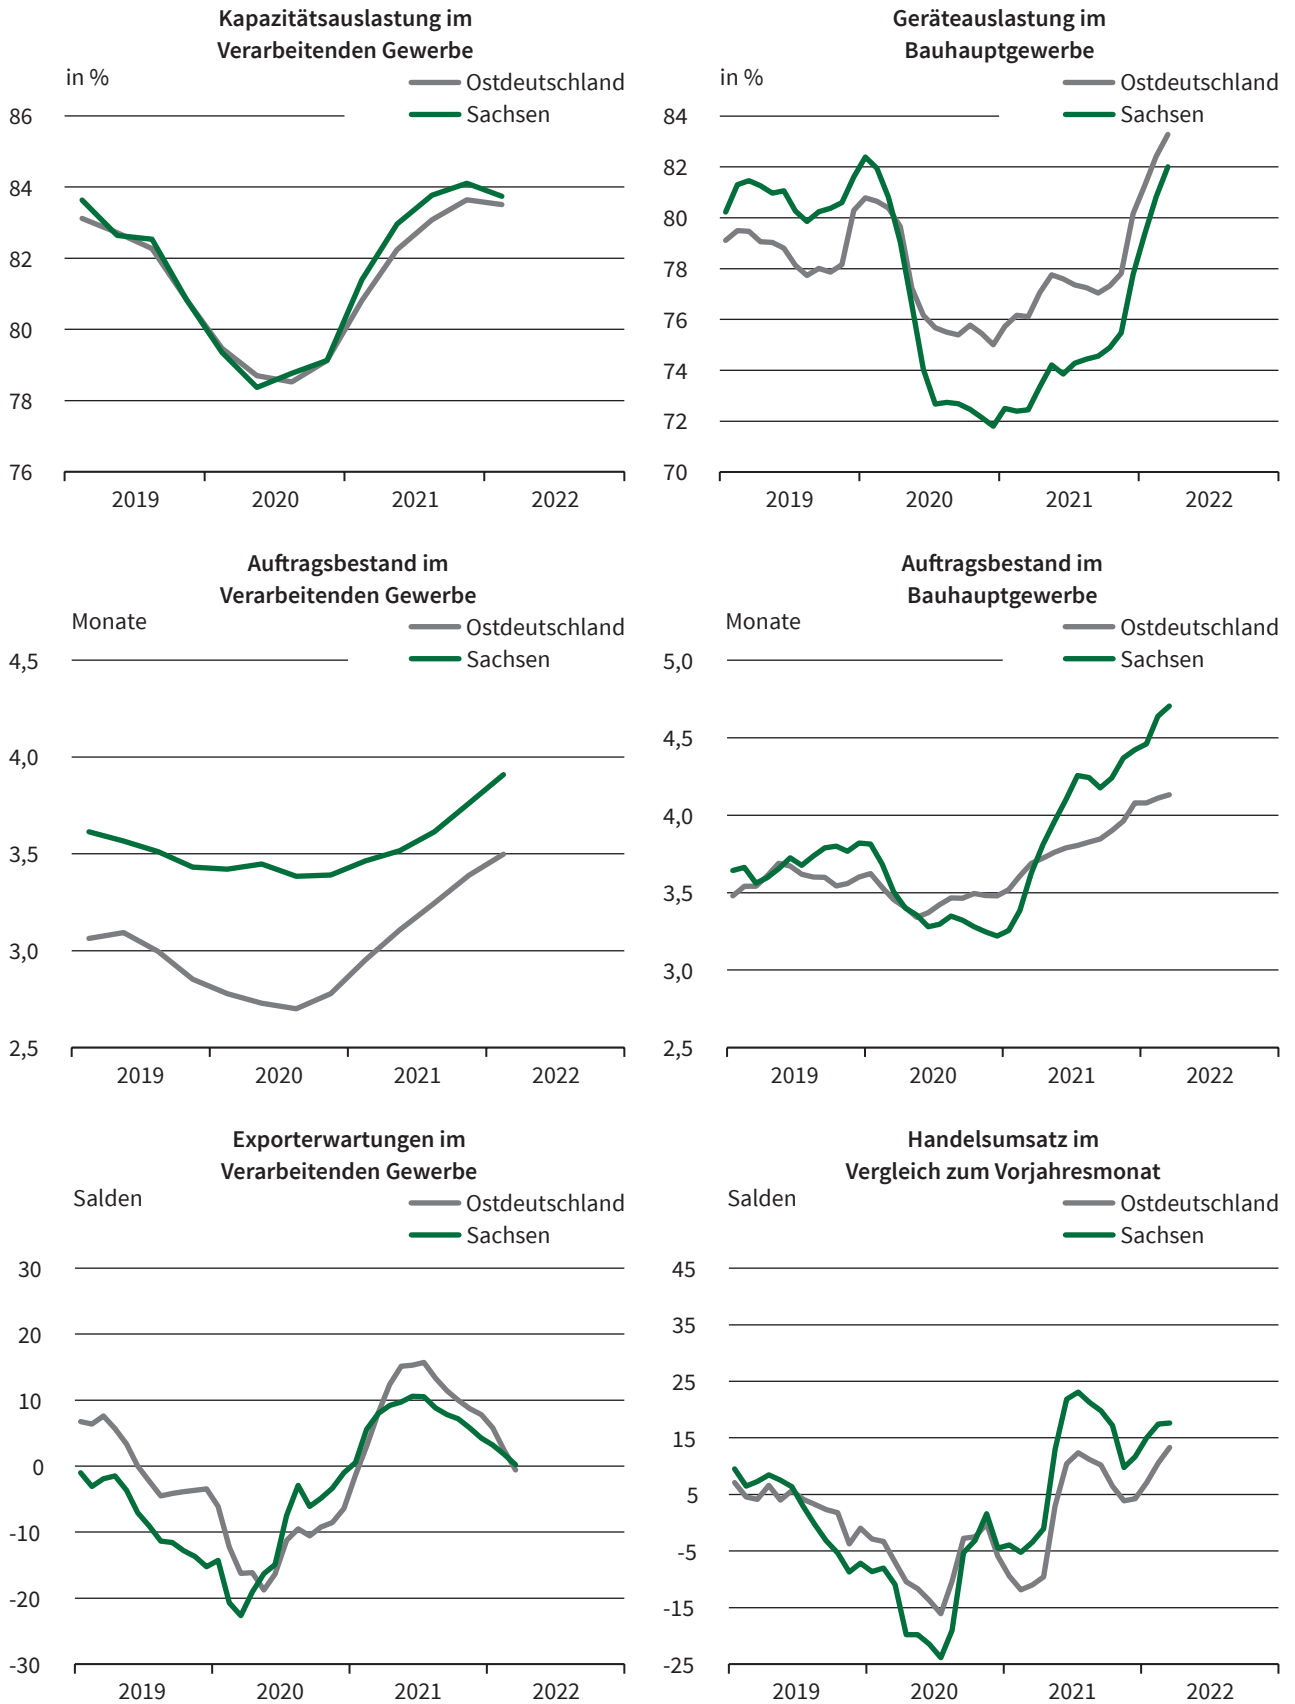 Kapazitätsauslastung im
Verarbeitenden Gewerbe
in %
Ostdeutschland
Sachsen
86
84
82
80
78
76
2019 2020 2021 2022
Geräteauslastung im
Bauhauptgewerbe
in %
Ostdeutschland
Sachsen
84
82
80
78
76
74
72
70
2019 2020 2021 2022
Auftragsbestand im
Verarbeitenden Gewerbe
Monate
Ostdeutschland
Sachsen
4,5
4,0
3,5
3,0
2,5
2019 2020 2021 2022
Auftragsbestand im
Bauhauptgewerbe
Monate
Ostdeutschland
Sachsen
5,0
4,5
4,0
3,5
3,0
2,5
2019 2020 2021 2022
Exporterwartungen im
Verarbeitenden Gewerbe
Salden
Ostdeutschland
Sachsen
30
20
10
0
-10
-20
-30
2019 2020 2021 2022
Handelsumsatz im
Vergleich zum Vorjahresmonat
Salden
Ostdeutschland
Sachsen
45
35
25
15
5
-5
-15
-25
2019 2020 2021 2022